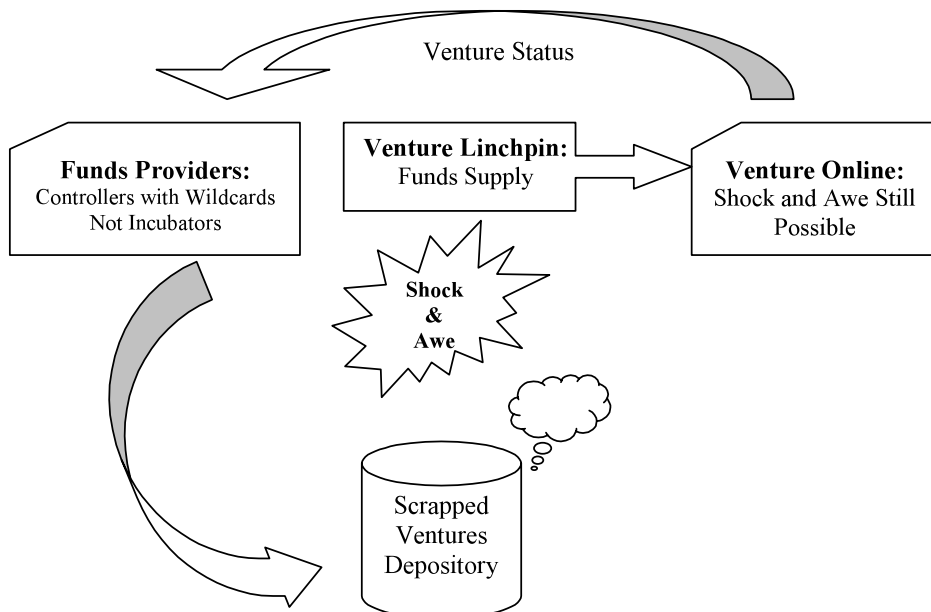 Venture Status
Funds Providers:
Controllers with Wildcards
Not Incubators
Venture Linchpin:
Funds Supply
Venture Online:
Shock and Awe Still
Possible
Shock
&
Awe
Scrapped
Ventures
Depository